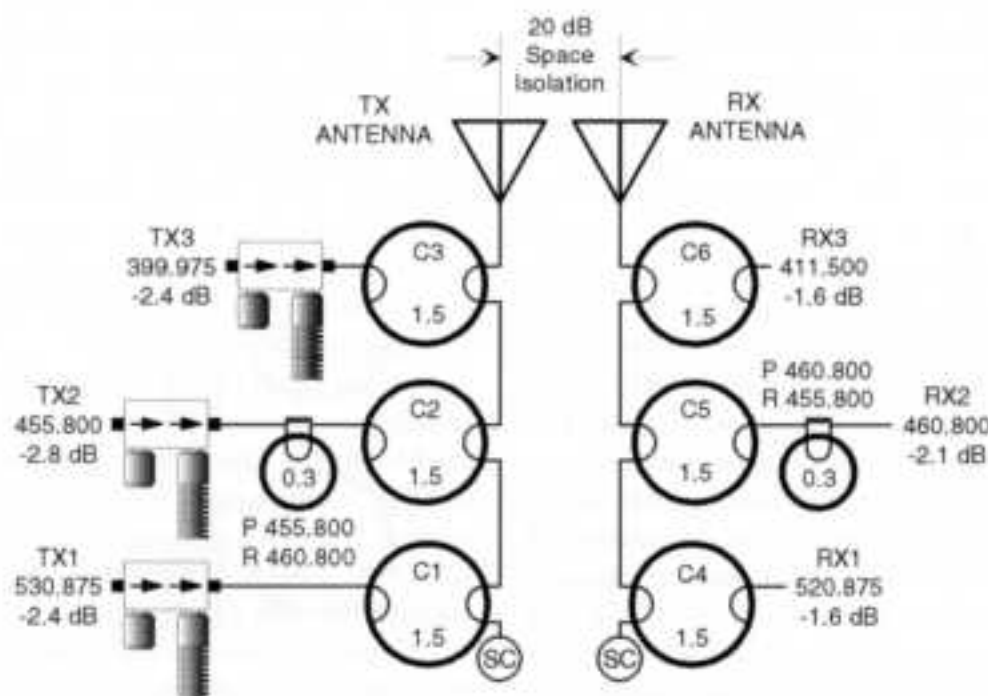 20 dB
Space
Isolation
TX
ANTENNA
RX
ANTENNA
TX3
399.975
-2.4 dB
C3
1.5
C6
1.5
RX3
411.500
-1.6 dB
TX2
455.800
-2.8 dB
0.3
P 455.800
R 460.800
C2
1.5
C5
1.5
P 460.800
R 455.800
0.3
RX2
460.800
-2.1 dB
TX1
530.875
-2.4 dB
C1
1.5
SC
C4
1.5
SC
RX1
520.875
-1.6 dB